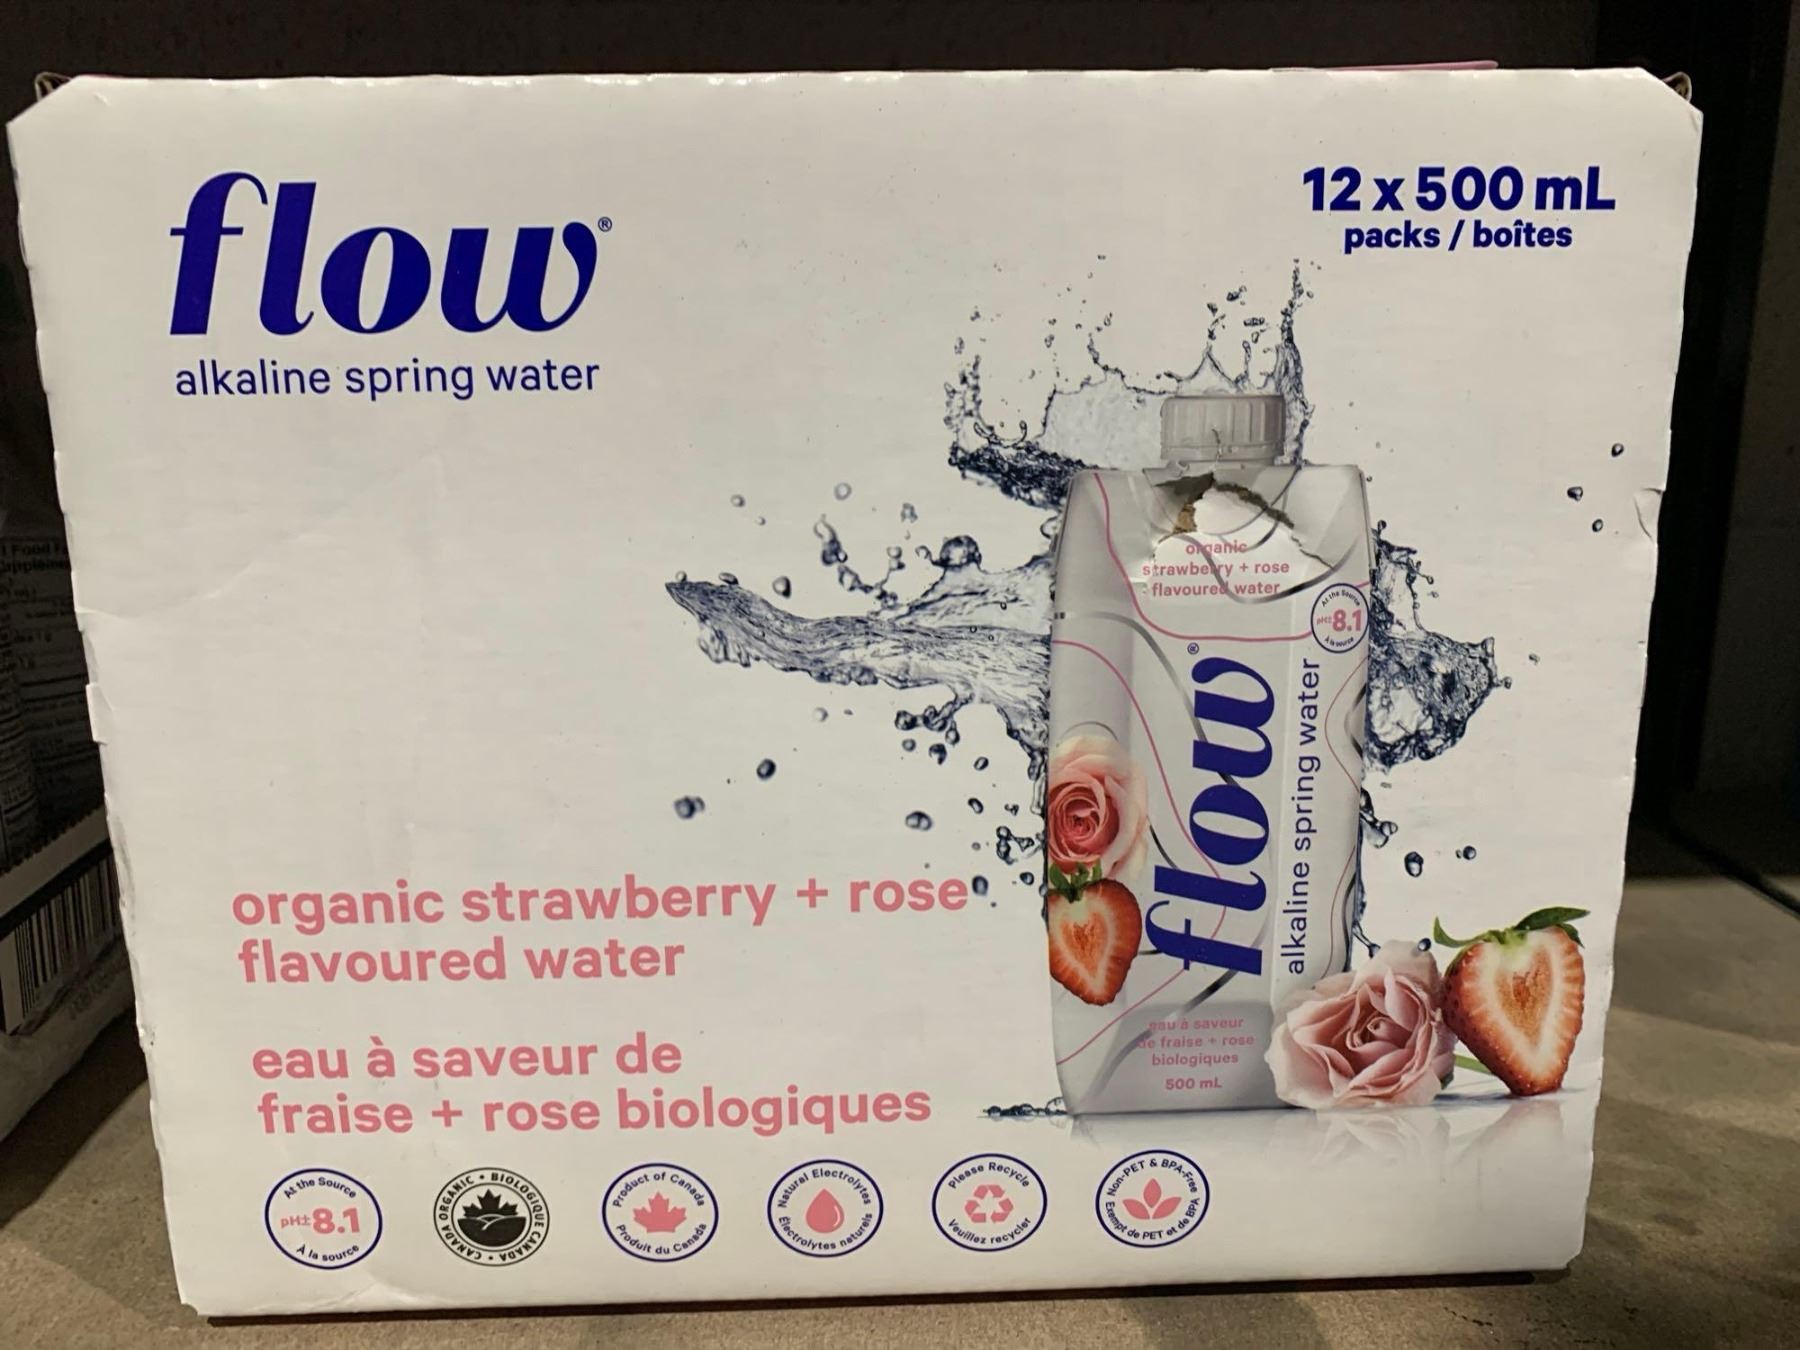 flow®
alkaline spring water
12 x 500 mL
packs / boîtes
organic
strawberry + rose
flavoured water
At the Source
pH± 8.1
À la source
flow®
alkaline spring water
eau à saveur
de fraise + rose
biologiques
500 mL
organic strawberry + rose
flavoured water
eau à saveur de
fraise + rose biologiques
At the Source
pH± 8.1
À la source
CANADA ORGANIC • BIOLOGIQUE CANADA •
Product of Canada
Produit du Canada
Natural Electrolytes
Électrolytes naturels
Please Recycle
Veuillez recycler
Non-PET & BPA-Free
Exempt de PET et de BPA